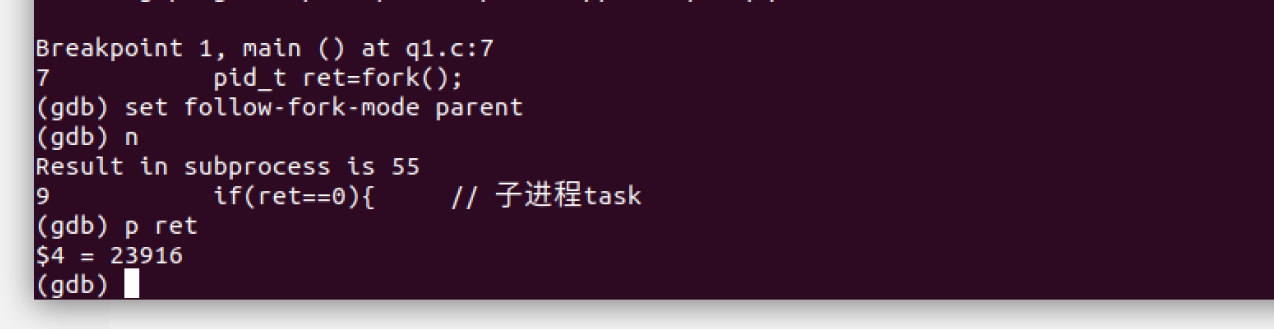 Breakpoint 1, main () at q1.c:7
7 pid_t ret=fork();
(gdb) set follow-fork-mode parent
(gdb) n
Result in subprocess is 55
9 if(ret==0){ // 子进程task
(gdb) p ret
$4 = 23916
(gdb)